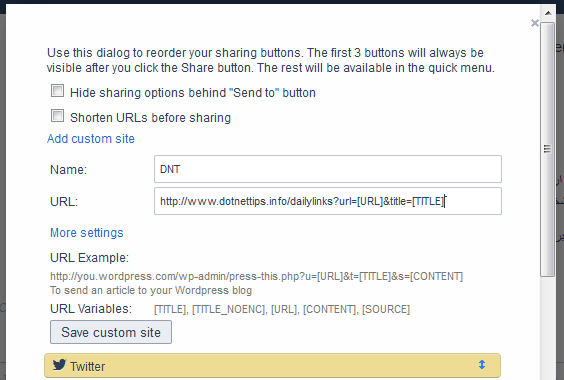 Use this dialog to reorder your sharing buttons. The first 3 buttons will always be
visible after you click the Share button. The rest will be available in the quick menu.
Hide sharing options behind "Send to" button
Shorten URLs before sharing
Add custom site
Name: DNT
URL: http://www.dotnettips.info/dailylinks?url=[URL]&title=[TITLE]
More settings
URL Example:
http://you.wordpress.com/wp-admin/press-this.php?u=[URL]&t=[TITLE]&s=[CONTENT]
To send an article to your Wordpress blog
URL Variables: [TITLE], [TITLE_NOENC], [URL], [CONTENT], [SOURCE]
Save custom site
Twitter